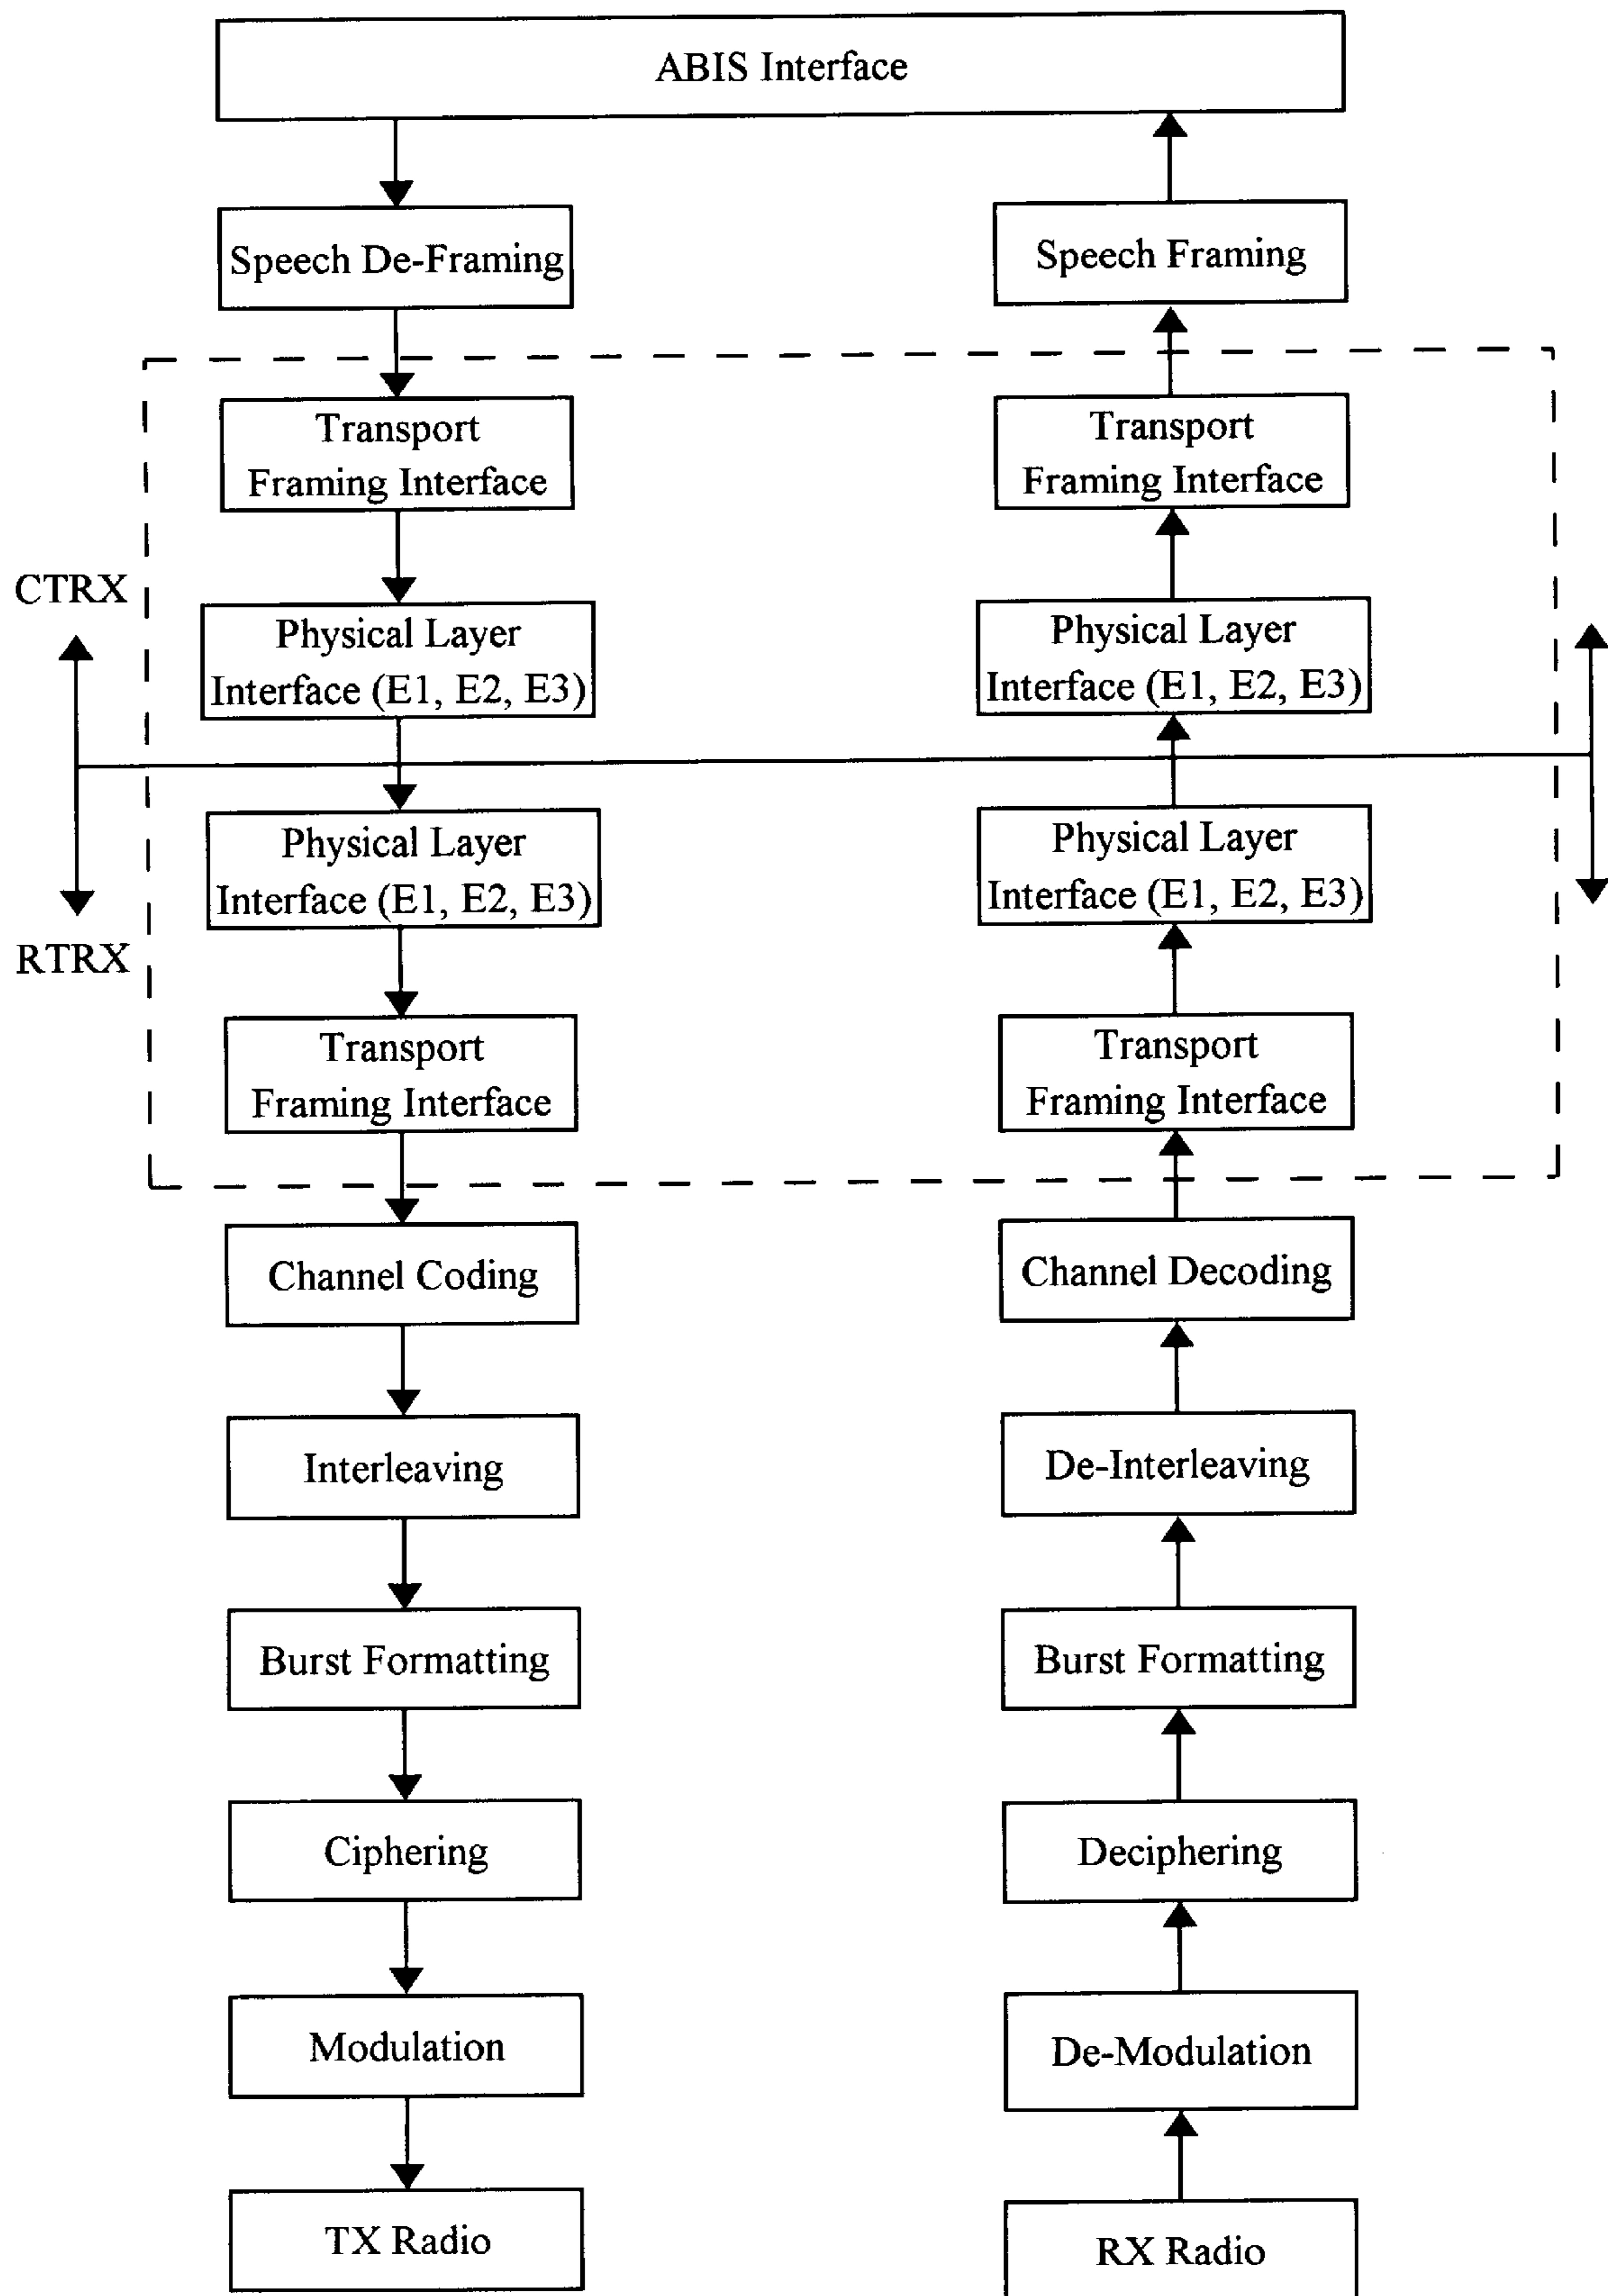 ABIS Interface
Speech De-Framing
Speech Framing
Transport
Framing Interface
Transport
Framing Interface
CTRX
Physical Layer
Interface (E1, E2, E3)
Physical Layer
Interface (E1, E2, E3)
Physical Layer
Interface (E1, E2, E3)
Physical Layer
Interface (E1, E2, E3)
RTRX
Transport
Framing Interface
Transport
Framing Interface
Channel Coding
Channel Decoding
Interleaving
De-Interleaving
Burst Formatting
Burst Formatting
Ciphering
Deciphering
Modulation
De-Modulation
TX Radio
RX Radio